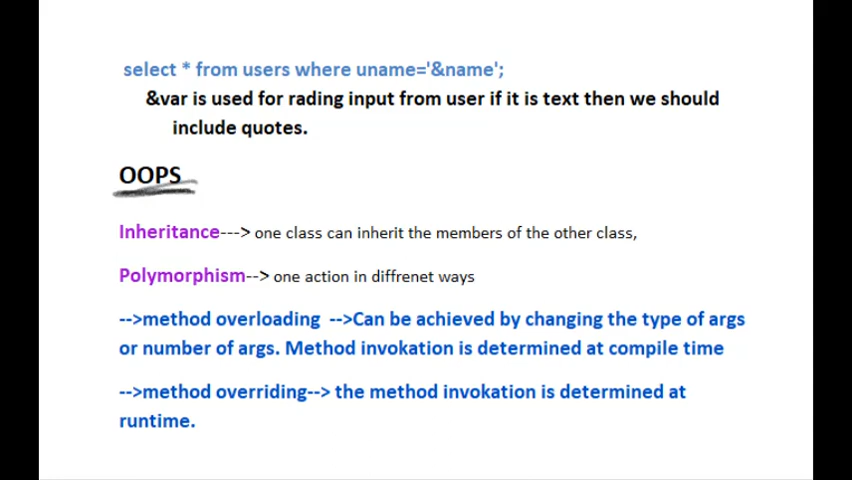 select * from users where uname='&name';
&var is used for rading input from user if it is text then we should
include quotes.
OOPS
Inheritance---> one class can inherit the members of the other class,
Polymorphism--> one action in diffrenet ways
-->method overloading -->Can be achieved by changing the type of args
or number of args. Method invokation is determined at compile time
-->method overriding--> the method invokation is determined at
runtime.